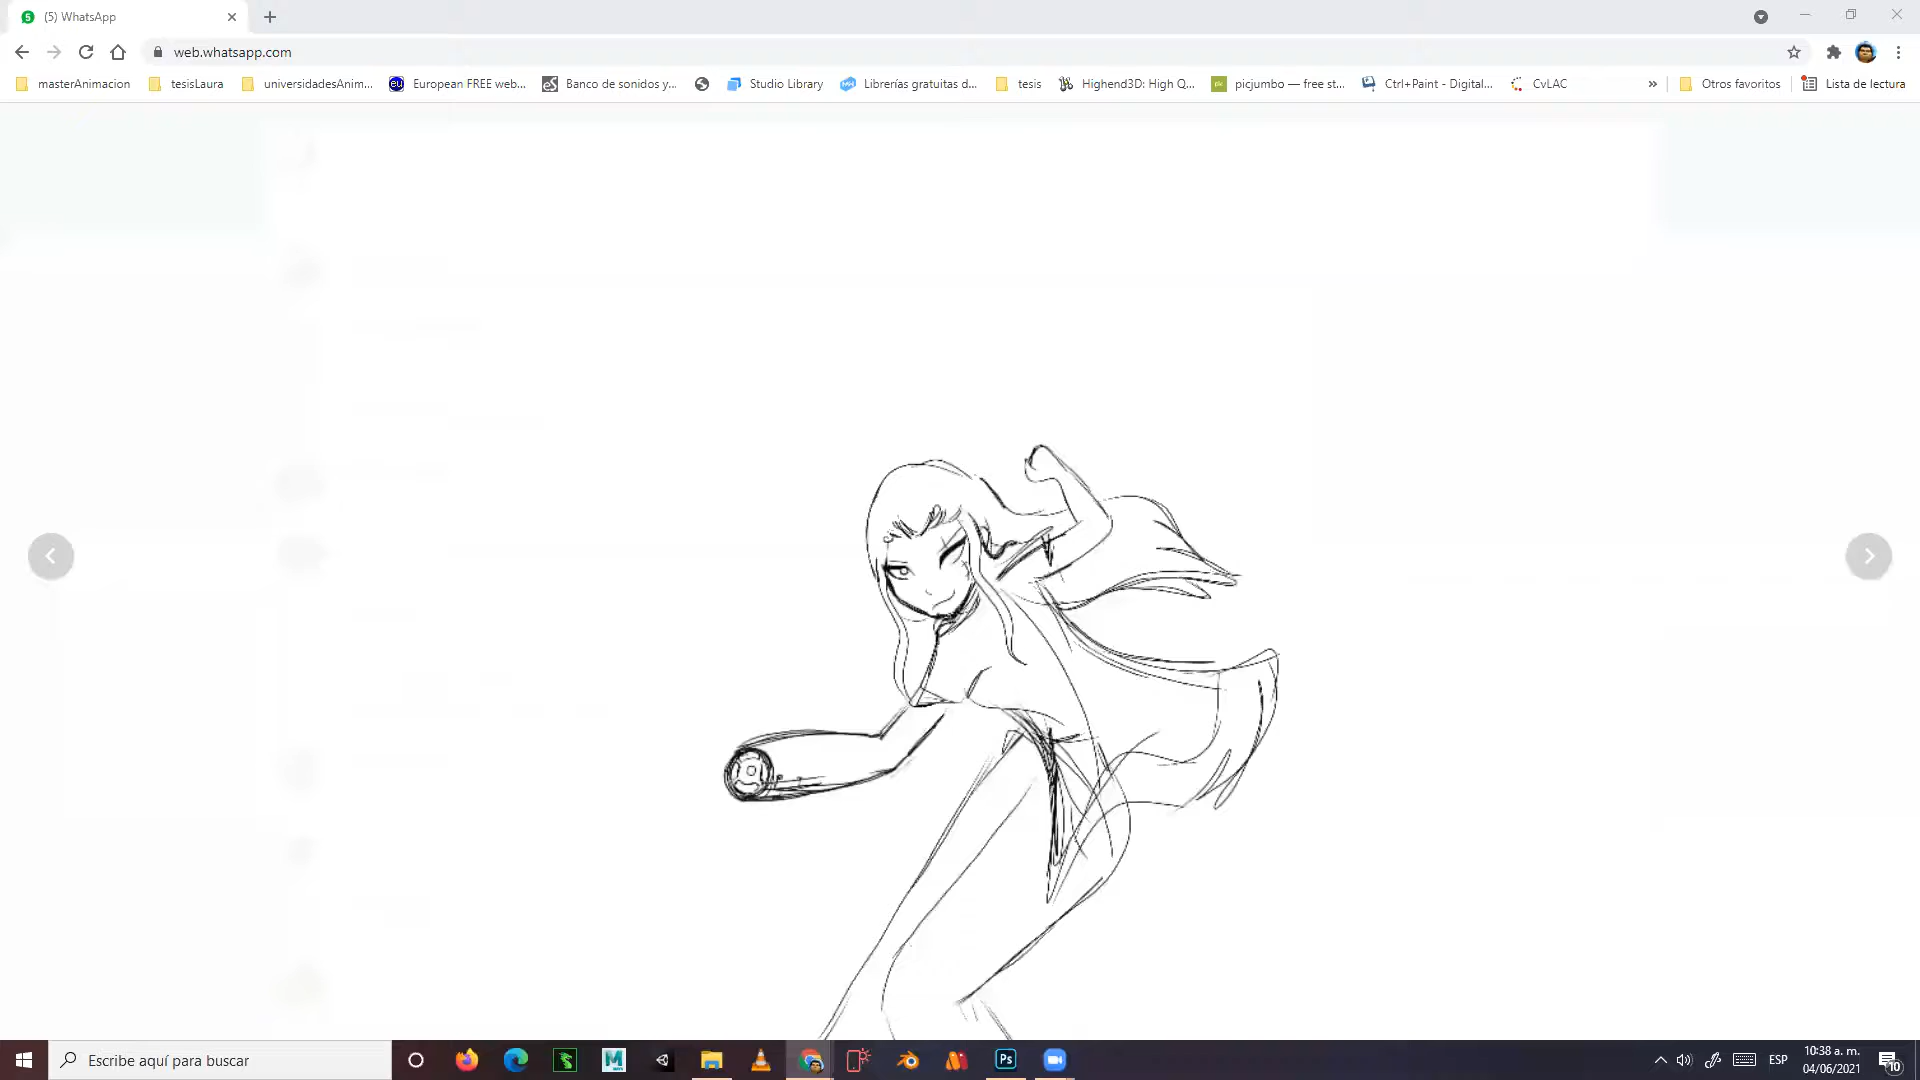 (5) WhatsApp
web.whatsapp.com
masterAnimacion tesisLaura universidadesAnim... European FREE web... Banco de sonidos y... Studio Library Librerías gratuitas d... tesis Highend3D: High Q... picjumbo — free st... Ctrl+Paint - Digital... CvLAC » Otros favoritos Lista de lectura
Escribe aquí para buscar
Ps
ESP
10:38 a. m.
04/06/2021
10